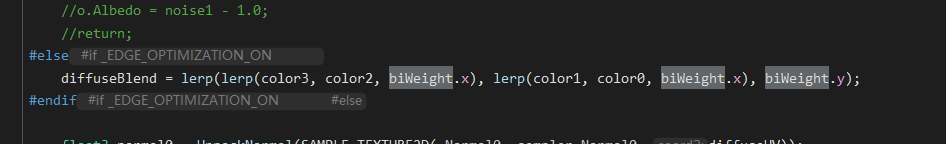 //o.Albedo = noise1 - 1.0;
//return;
#else #if _EDGE_OPTIMIZATION_ON
diffuseBlend = lerp(lerp(color3, color2, biWeight.x), lerp(color1, color0, biWeight.x), biWeight.y);
#endif #if _EDGE_OPTIMIZATION_ON #else